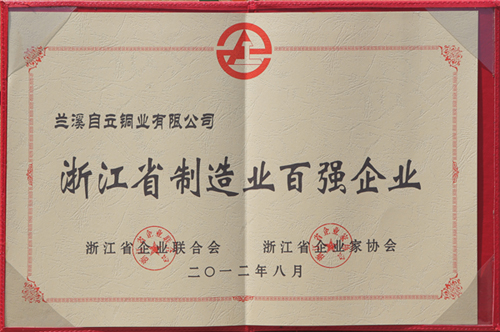 兰溪自立铜业有限公司
浙江省制造业百强企业
浙江省企业联合会 浙江省企业家协会
二〇一二年八月